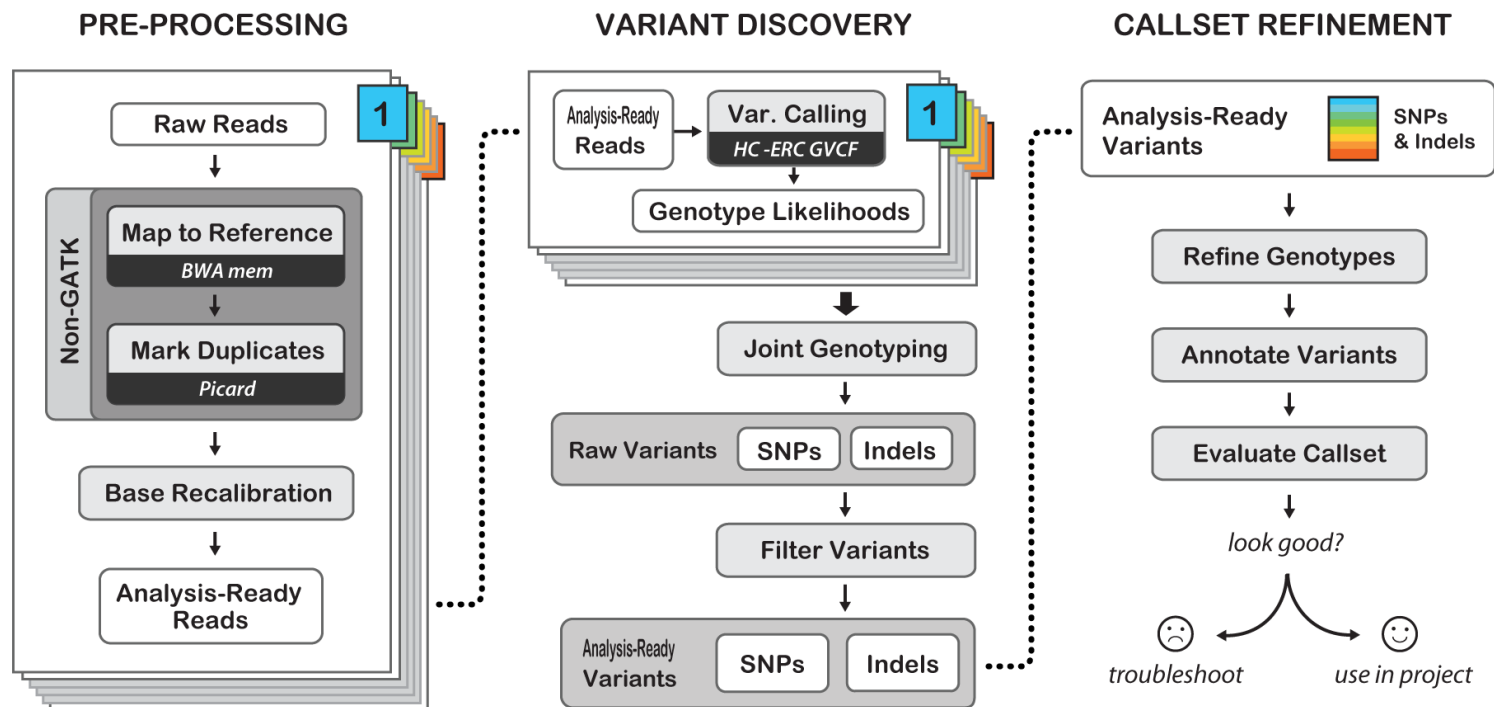 PRE-PROCESSING
1
Raw Reads
Non-GATK
Map to Reference
BWA mem
Mark Duplicates
Picard
Base Recalibration
Analysis-Ready
Reads
VARIANT DISCOVERY
1
Analysis-Ready
Reads
Var. Calling
HC -ERC GVCF
Genotype Likelihoods
Joint Genotyping
Raw Variants
SNPs
Indels
Filter Variants
Analysis-Ready
Variants
SNPs
Indels
CALLSET REFINEMENT
Analysis-Ready
Variants
SNPs
& Indels
Refine Genotypes
Annotate Variants
Evaluate Callset
look good?
troubleshoot
use in project